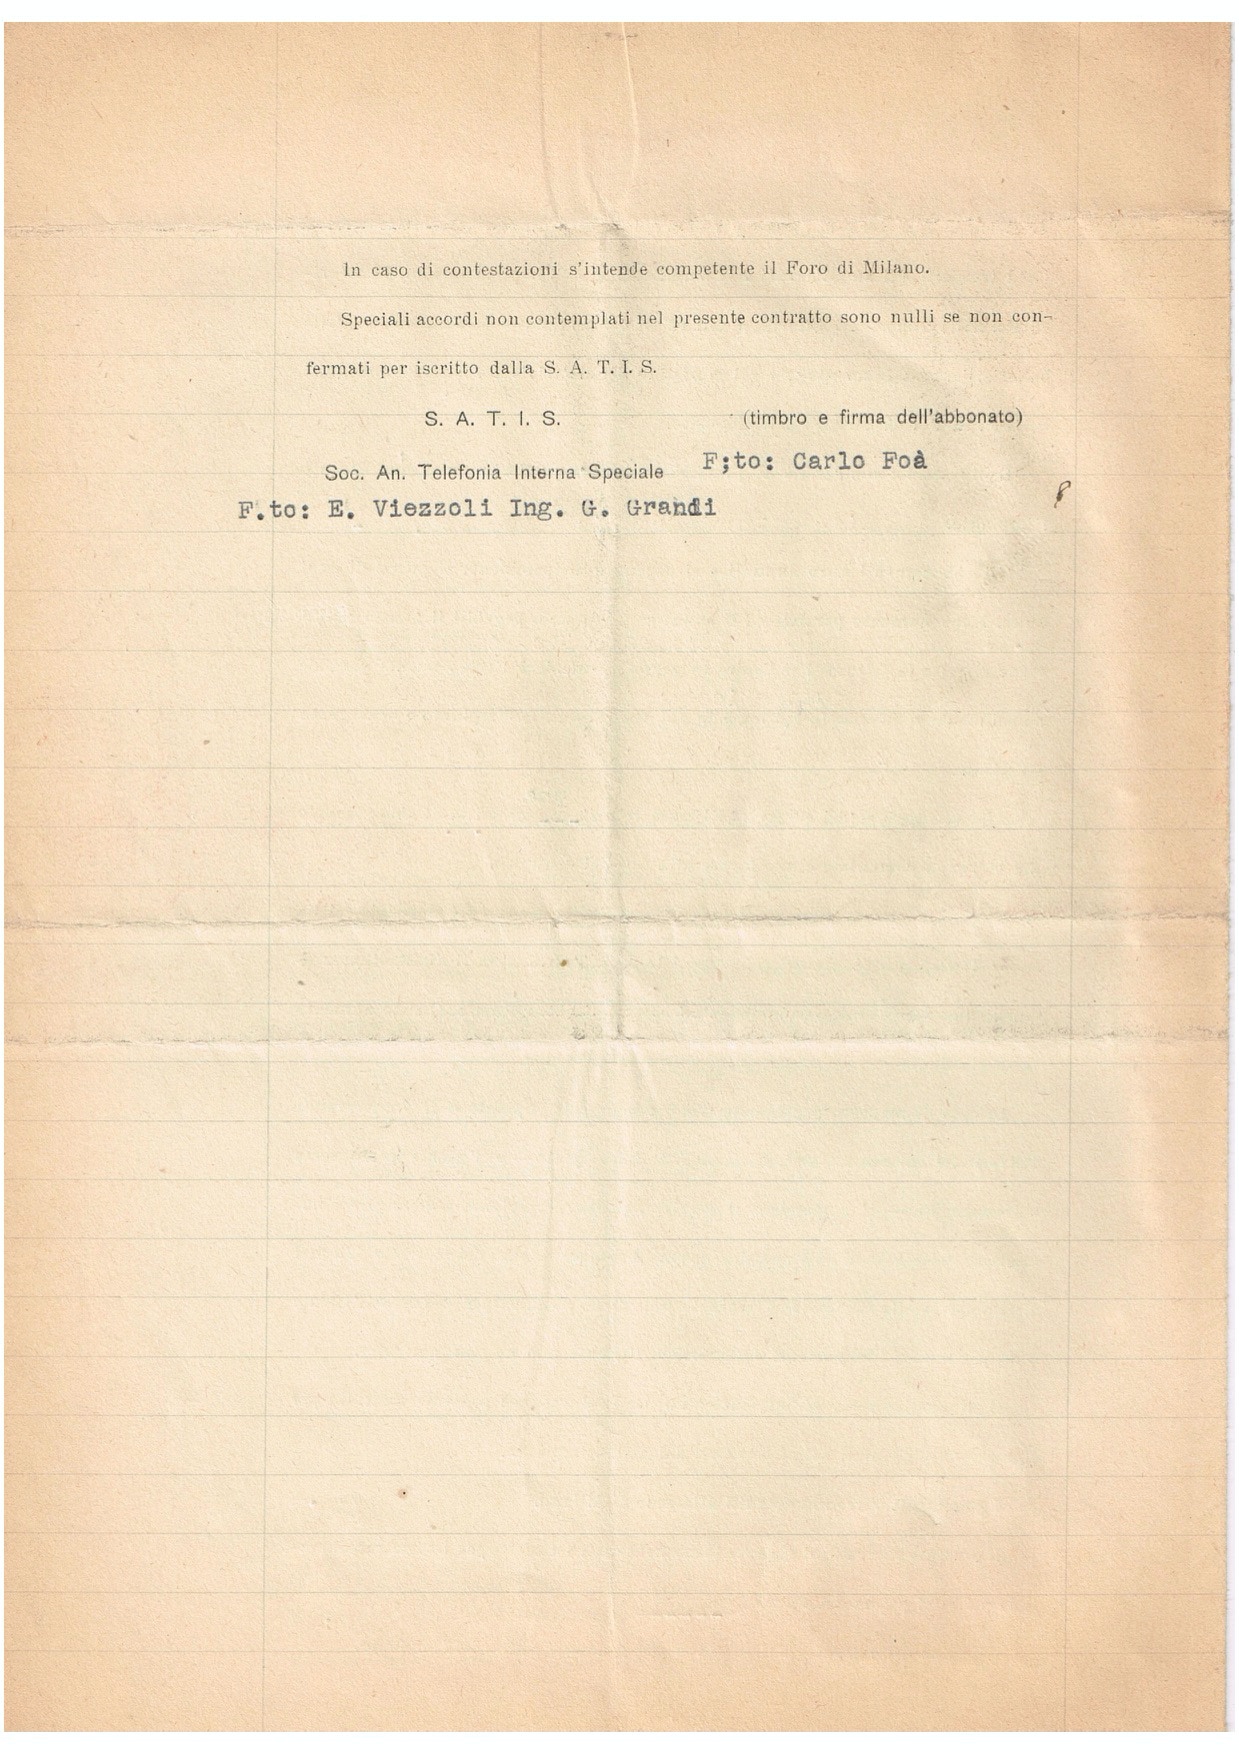 In caso di contestazioni s'intende competente il Foro di Milano.
Speciali accordi non contemplati nel presente contratto sono nulli se non con-
fermati per iscritto dalla S. A. T. I. S.
S. A. T. I. S. (timbro e firma dell'abbonato)
Soc. An. Telefonia Interna Speciale F;to: Carlo Foà
F.to: E. Viezzoli Ing. G. Grandi